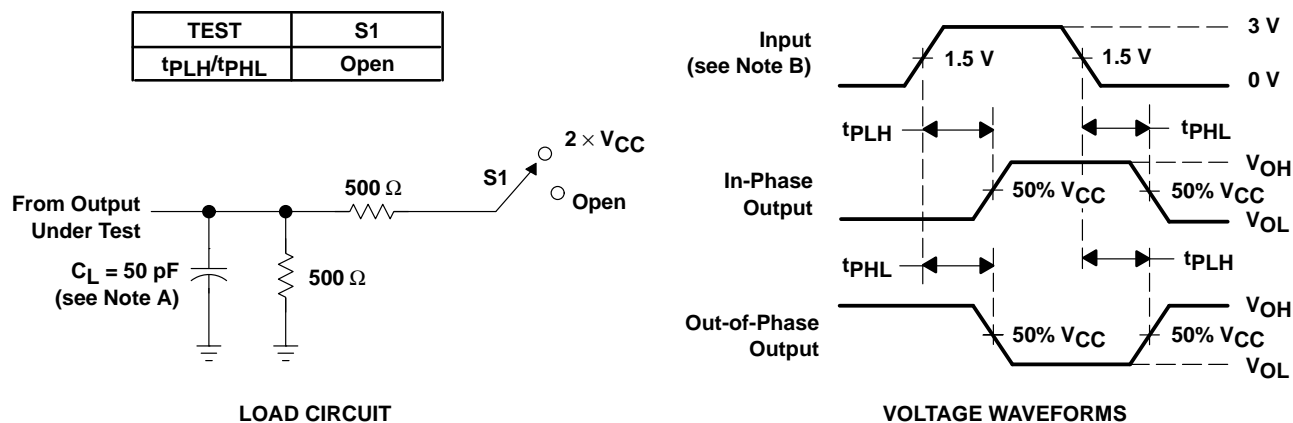 TEST S1
tPLH/tPHL Open
2 × VCC
S1
500 Ω
Open
From Output
Under Test
CL = 50 pF
(see Note A)
500 Ω
LOAD CIRCUIT
Input
(see Note B)
1.5 V
1.5 V
3 V
0 V
tPLH
tPHL
In-Phase
Output
50% VCC
50% VCC
VOH
VOL
tPHL
tPLH
Out-of-Phase
Output
50% VCC
50% VCC
VOH
VOL
VOLTAGE WAVEFORMS